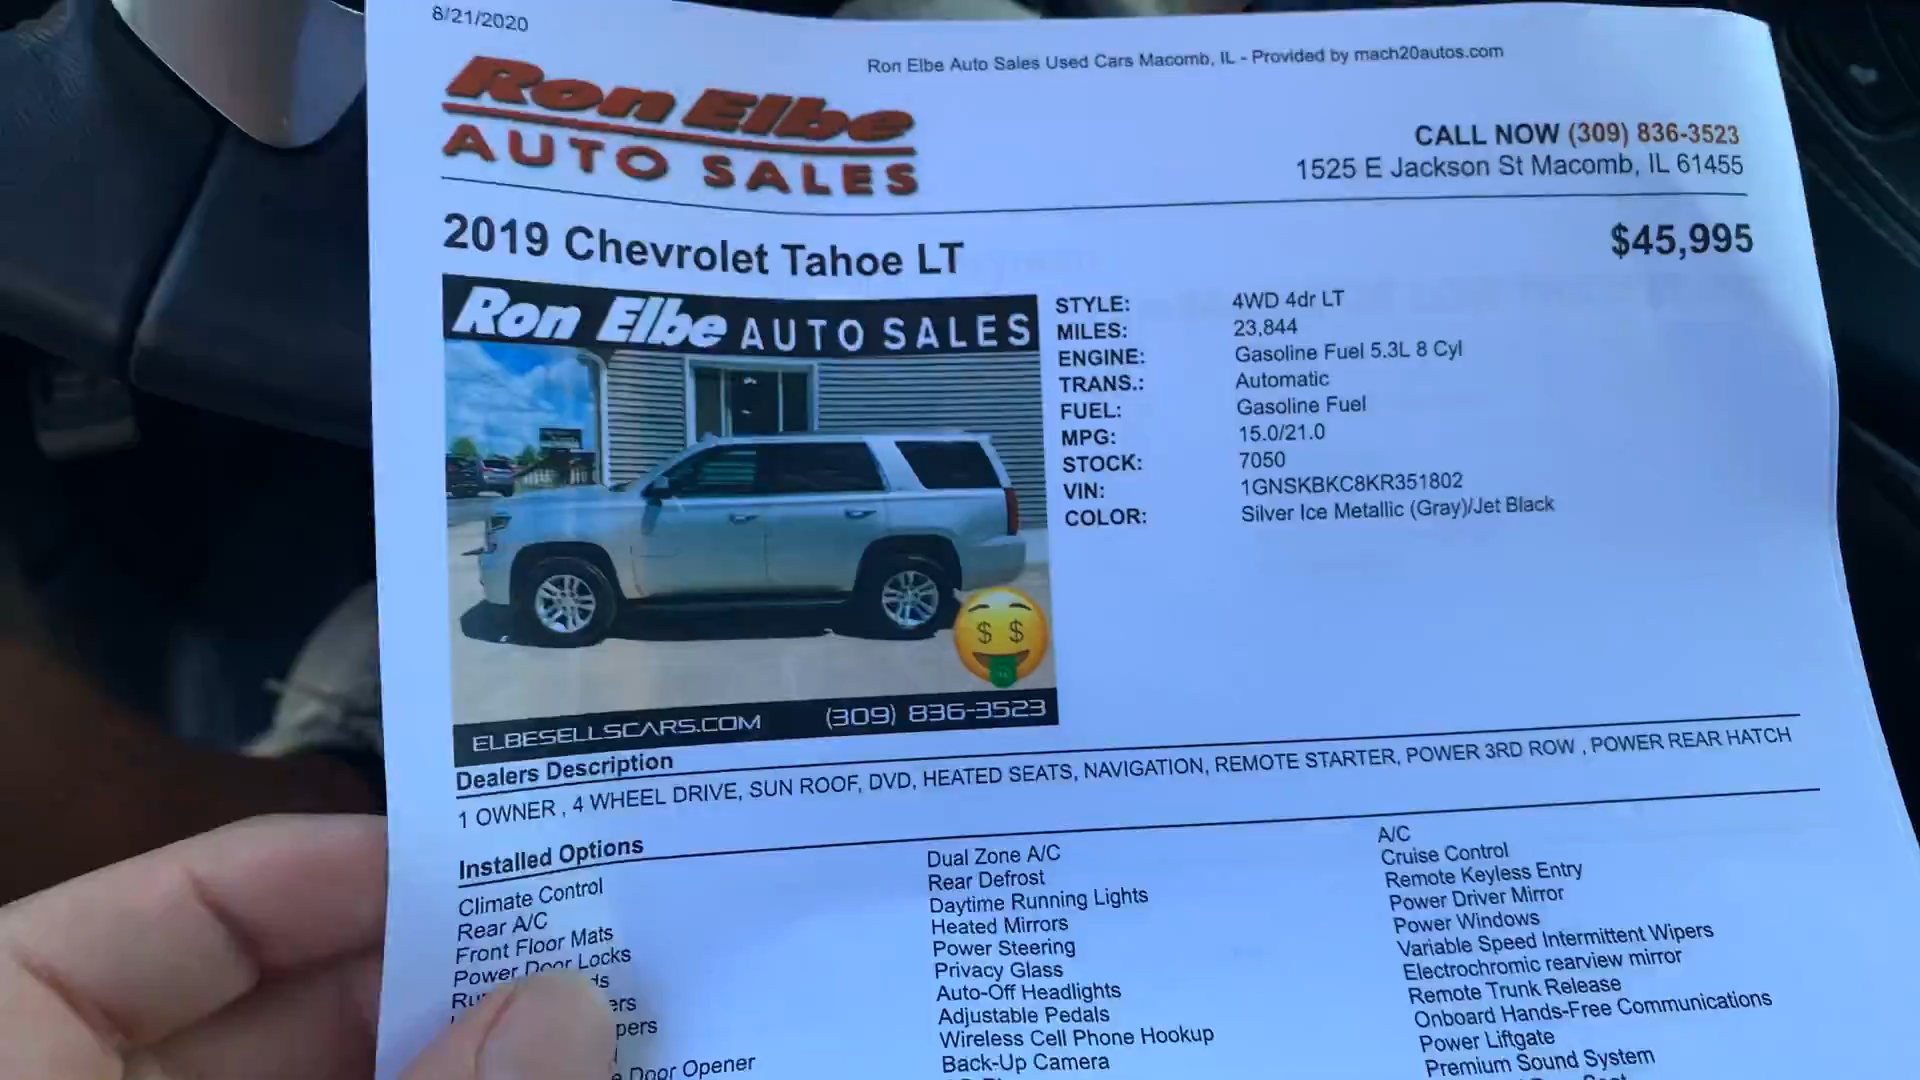 8/21/2020
Ron Elbe Auto Sales Used Cars Macomb, IL - Provided by mach20autos.com
Ron Elbe
AUTO SALES
CALL NOW (309) 836-3523
1525 E Jackson St Macomb, IL 61455
2019 Chevrolet Tahoe LT
$45,995
Ron Elbe AUTO SALES
ELBESELLSCARS.COM (309) 836-3523
STYLE: 4WD 4dr LT
MILES: 23,844
ENGINE: Gasoline Fuel 5.3L 8 Cyl
TRANS.: Automatic
FUEL: Gasoline Fuel
MPG: 15.0/21.0
STOCK: 7050
VIN: 1GNSKBKC8KR351802
COLOR: Silver Ice Metallic (Gray)/Jet Black
Dealers Description
1 OWNER , 4 WHEEL DRIVE, SUN ROOF, DVD, HEATED SEATS, NAVIGATION, REMOTE STARTER, POWER 3RD ROW , POWER REAR HATCH
Installed Options
Climate Control
Rear A/C
Front Floor Mats
Power Door Locks
Door Opener
Dual Zone A/C
Rear Defrost
Daytime Running Lights
Heated Mirrors
Power Steering
Privacy Glass
Auto-Off Headlights
Adjustable Pedals
Wireless Cell Phone Hookup
Back-Up Camera
A/C
Cruise Control
Remote Keyless Entry
Power Driver Mirror
Power Windows
Variable Speed Intermittent Wipers
Electrochromic rearview mirror
Remote Trunk Release
Onboard Hands-Free Communications
Power Liftgate
Premium Sound System